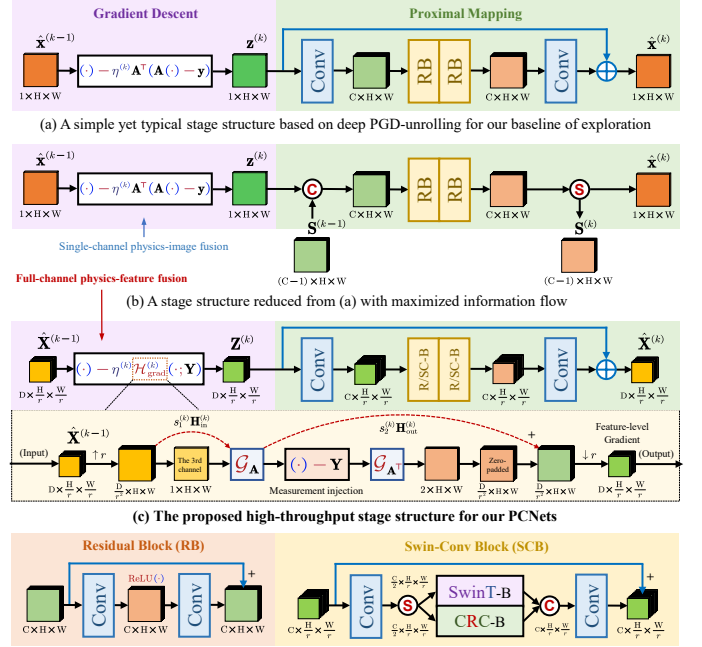 Gradient Descent
Proximal Mapping
x̂^(k−1)
z^(k)
x̂^(k)
(·) − η^(k)A^⊤(A(·) − y)
Conv
RB
RB
Conv
1×H×W
1×H×W
C×H×W
C×H×W
1×H×W
(a) A simple yet typical stage structure based on deep PGD-unrolling for our baseline of exploration
x̂^(k−1)
z^(k)
x̂^(k)
(·) − η^(k)A^⊤(A(·) − y)
C
RB
RB
S
1×H×W
1×H×W
C×H×W
C×H×W
1×H×W
S^(k−1)
S^(k)
Single-channel physics-image fusion
(C−1)×H×W
(C−1)×H×W
Full-channel physics-feature fusion
(b) A stage structure reduced from (a) with maximized information flow
X̂^(k−1)
Z^(k)
X̂^(k)
(·) − η^(k)H_grad^(k)(·;Y)
Conv
R/SC-B
R/SC-B
Conv
D×H/r×W/r
D×H/r×W/r
C×H/r×W/r
C×H/r×W/r
D×H/r×W/r
s_1^(k)H_in^(k)
s_2^(k)H_out^(k)
X̂^(k−1)
Feature-level
Gradient
(Input)
↑r
The 3rd
channel
G_A
(·) − Y
G_A^⊤
Zero-
padded
+
↓r
(Output)
D×H/r×W/r
D/r²×H×W
1×H×W
Measurement injection
2×H×W
D/r²×H×W
D/r²×H×W
D×H/r×W/r
(c) The proposed high-throughput stage structure for our PCNets
Residual Block (RB)
Swin-Conv Block (SCB)
Conv
ReLU(·)
Conv
+
C×H×W
C×H×W
C×H×W
Conv
C/2×H/r×W/r
S
C/2×H/r×W/r
SwinT-B
CRC-B
C
Conv
+
C×H/r×W/r
C×H/r×W/r
C×H/r×W/r